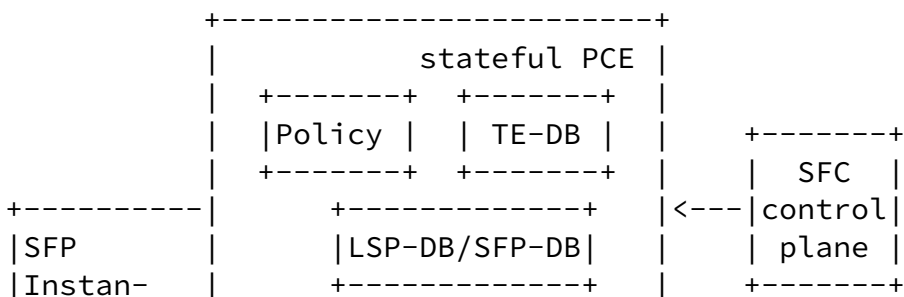 +-------------------------+
| stateful PCE |
| +-------+ +-------+ |
| |Policy | | TE-DB | | +-------+
| +-------+ +-------+ | | SFC |
+----------| +-------------+ |<---|control|
|SFP | |LSP-DB/SFP-DB| | | plane |
|Instan- | +-------------+ | +-------+